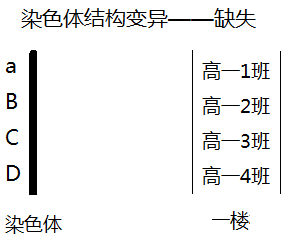 染色体结构变异——缺失
a 高一1班
B 高一2班
C 高一3班
D 高一4班
染色体 一楼